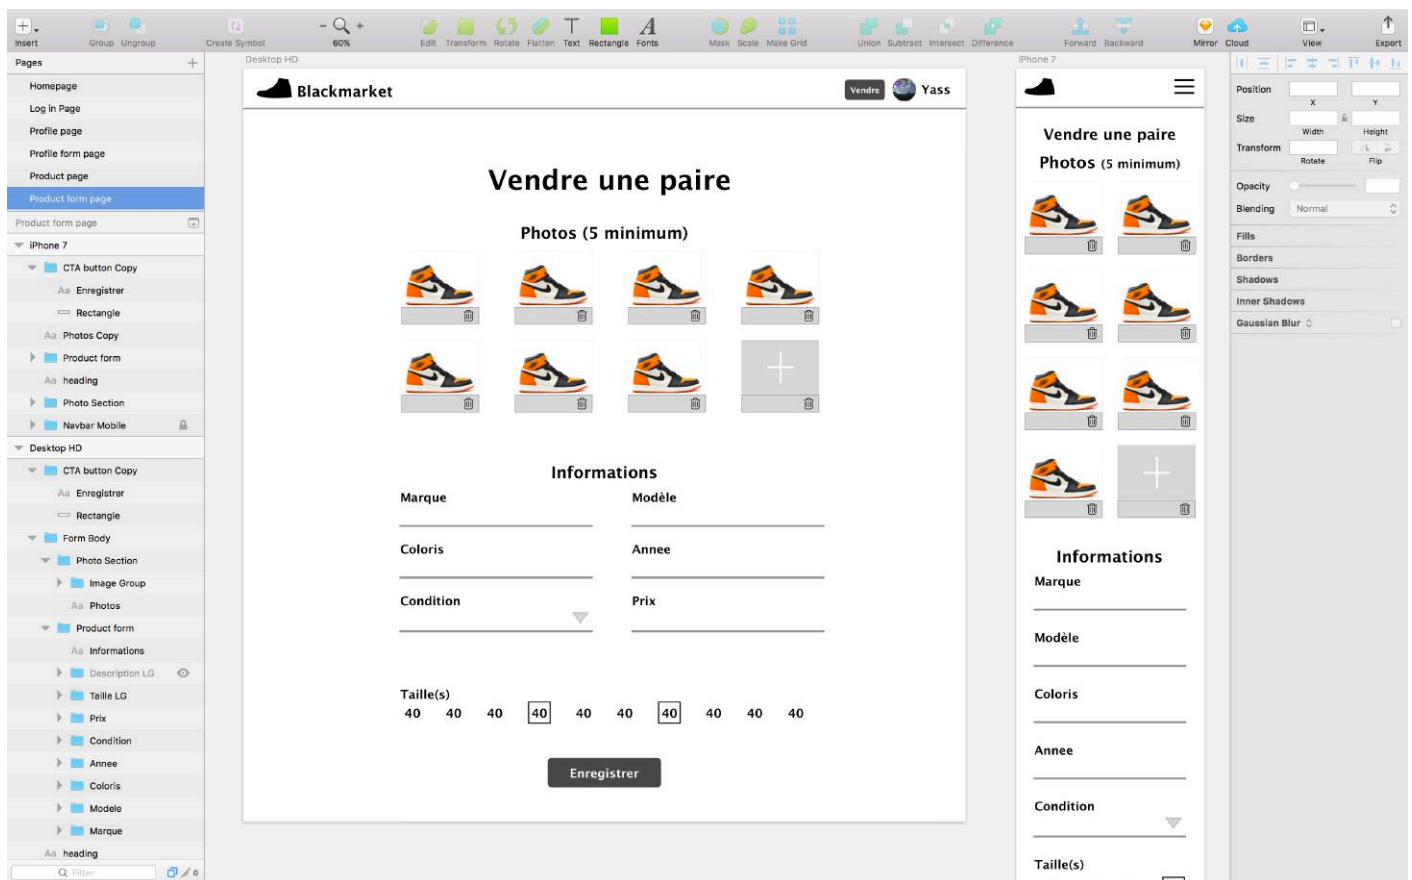 Insert
Group Ungroup
Create Symbol
- +
60%
Edit Transform Rotate Flatten Text Rectangle Fonts
Mask Scale Make Grid
Union Subtract Intersect Difference
Forward Backward
Mirror Cloud
View
Export
Pages
Homepage
Log in Page
Profile page
Profile form page
Product page
Product form page
Product form page
iPhone 7
CTA button Copy
Aa Enregistrer
Rectangle
Aa Photos Copy
Product form
Aa heading
Photo Section
Navbar Mobile
Desktop HD
CTA button Copy
Aa Enregistrer
Rectangle
Form Body
Photo Section
Image Group
Aa Photos
Product form
Aa Informations
Description LG
Taille LG
Prix
Condition
Annee
Coloris
Modele
Marque
Aa heading
Filter
0
Desktop HD
Blackmarket
Vendre
Yass
Vendre une paire
Photos (5 minimum)
Informations
Marque Modèle
Coloris Annee
Condition Prix
Taille(s)
40 40 40 40 40 40 40 40 40 40
Enregistrer
iPhone 7
Vendre une paire
Photos (5 minimum)
Informations
Marque
Modèle
Coloris
Annee
Condition
Taille(s)
Position
X Y
Size
Width Height
Transform
Rotate Flip
Opacity
Blending Normal
Fills
Borders
Shadows
Inner Shadows
Gaussian Blur